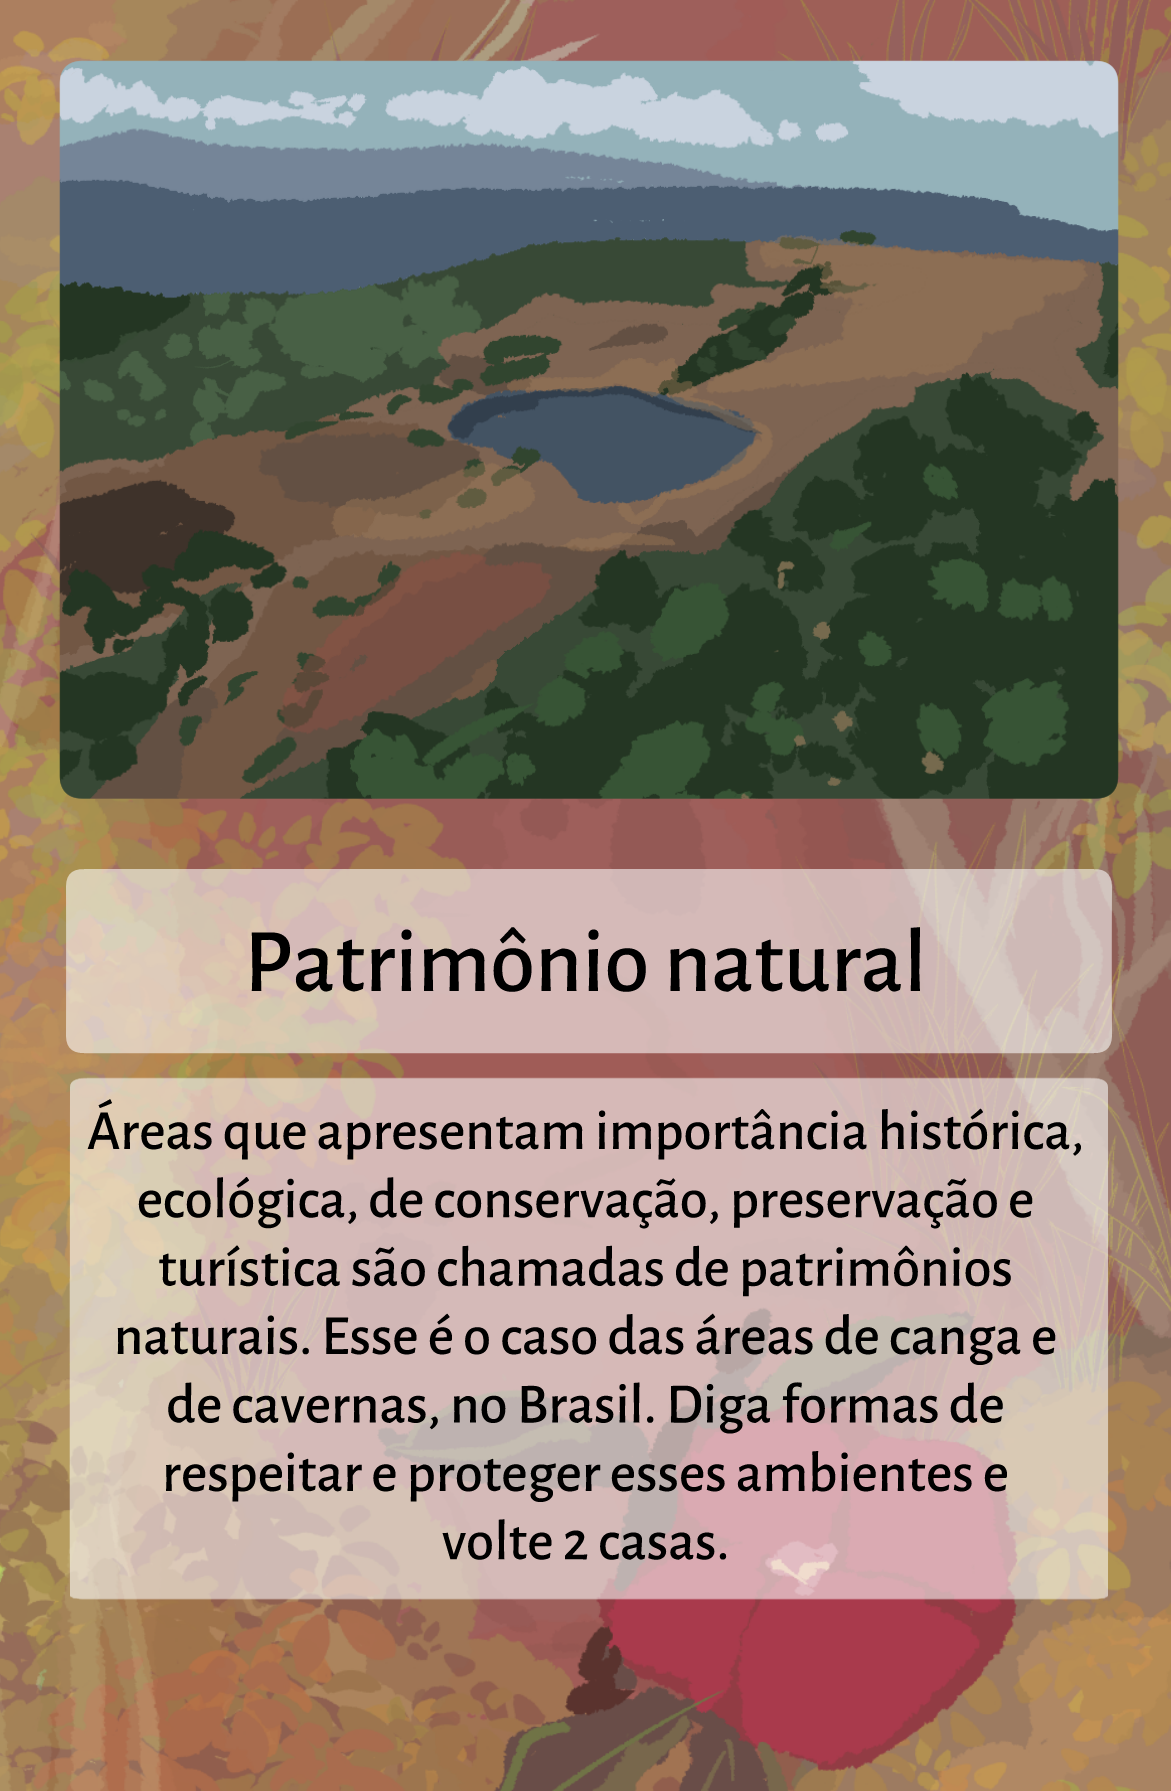 Patrimônio natural
Áreas que apresentam importância histórica,
ecológica, de conservação, preservação e
turística são chamadas de patrimônios
naturais. Esse é o caso das áreas de canga e
de cavernas, no Brasil. Diga formas de
respeitar e proteger esses ambientes e
volte 2 casas.